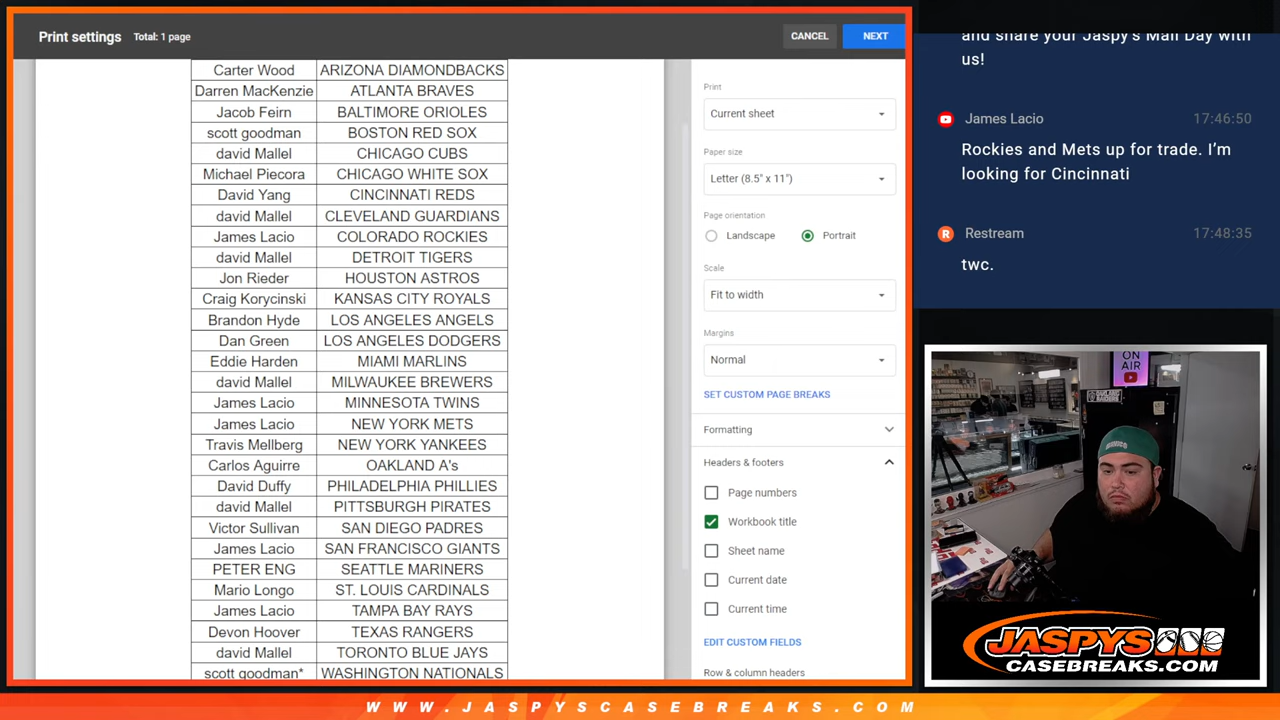 Print settings Total: 1 page
CANCEL
NEXT
Carter Wood ARIZONA DIAMONDBACKS
Darren MacKenzie ATLANTA BRAVES
Jacob Feirn BALTIMORE ORIOLES
scott goodman BOSTON RED SOX
david Mallel CHICAGO CUBS
Michael Piecora CHICAGO WHITE SOX
David Yang CINCINNATI REDS
david Mallel CLEVELAND GUARDIANS
James Lacio COLORADO ROCKIES
david Mallel DETROIT TIGERS
Jon Rieder HOUSTON ASTROS
Craig Korycinski KANSAS CITY ROYALS
Brandon Hyde LOS ANGELES ANGELS
Dan Green LOS ANGELES DODGERS
Eddie Harden MIAMI MARLINS
david Mallel MILWAUKEE BREWERS
James Lacio MINNESOTA TWINS
James Lacio NEW YORK METS
Travis Mellberg NEW YORK YANKEES
Carlos Aguirre OAKLAND A's
David Duffy PHILADELPHIA PHILLIES
david Mallel PITTSBURGH PIRATES
Victor Sullivan SAN DIEGO PADRES
James Lacio SAN FRANCISCO GIANTS
PETER ENG SEATTLE MARINERS
Mario Longo ST. LOUIS CARDINALS
James Lacio TAMPA BAY RAYS
Devon Hoover TEXAS RANGERS
david Mallel TORONTO BLUE JAYS
scott goodman* WASHINGTON NATIONALS
Print
Current sheet
Paper size
Letter (8.5" x 11")
Page orientation
Landscape Portrait
Scale
Fit to width
Margins
Normal
SET CUSTOM PAGE BREAKS
Formatting
Headers & footers
Page numbers
Workbook title
Sheet name
Current date
Current time
EDIT CUSTOM FIELDS
Row & column headers
and share your Jaspy's Mail Day with
us!
James Lacio 17:46:50
Rockies and Mets up for trade. I'm
looking for Cincinnati
Restream 17:48:35
twc.
ON
AIR
JASPYS
CASEBREAKS.COM
WWW.JASPYSCASEBREAKS.COM